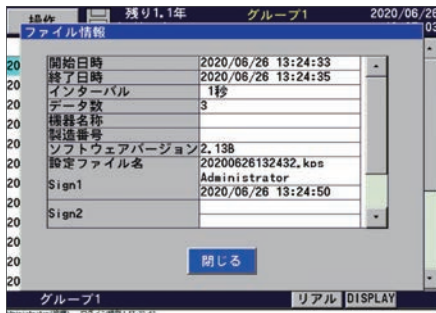 操作
残り1.1年
グループ1
2020/06/26
ファイル情報
開始日時 2020/06/26 13:24:33
終了日時 2020/06/26 13:24:35
インターバル 1秒
データ数 3
機器名称
製造番号
ソフトウェアバージョン 2.13B
設定ファイル名 20200626132432.kps
Sign1 Administrator
2020/06/26 13:24:50
Sign2
閉じる
グループ1
リアル DISPLAY